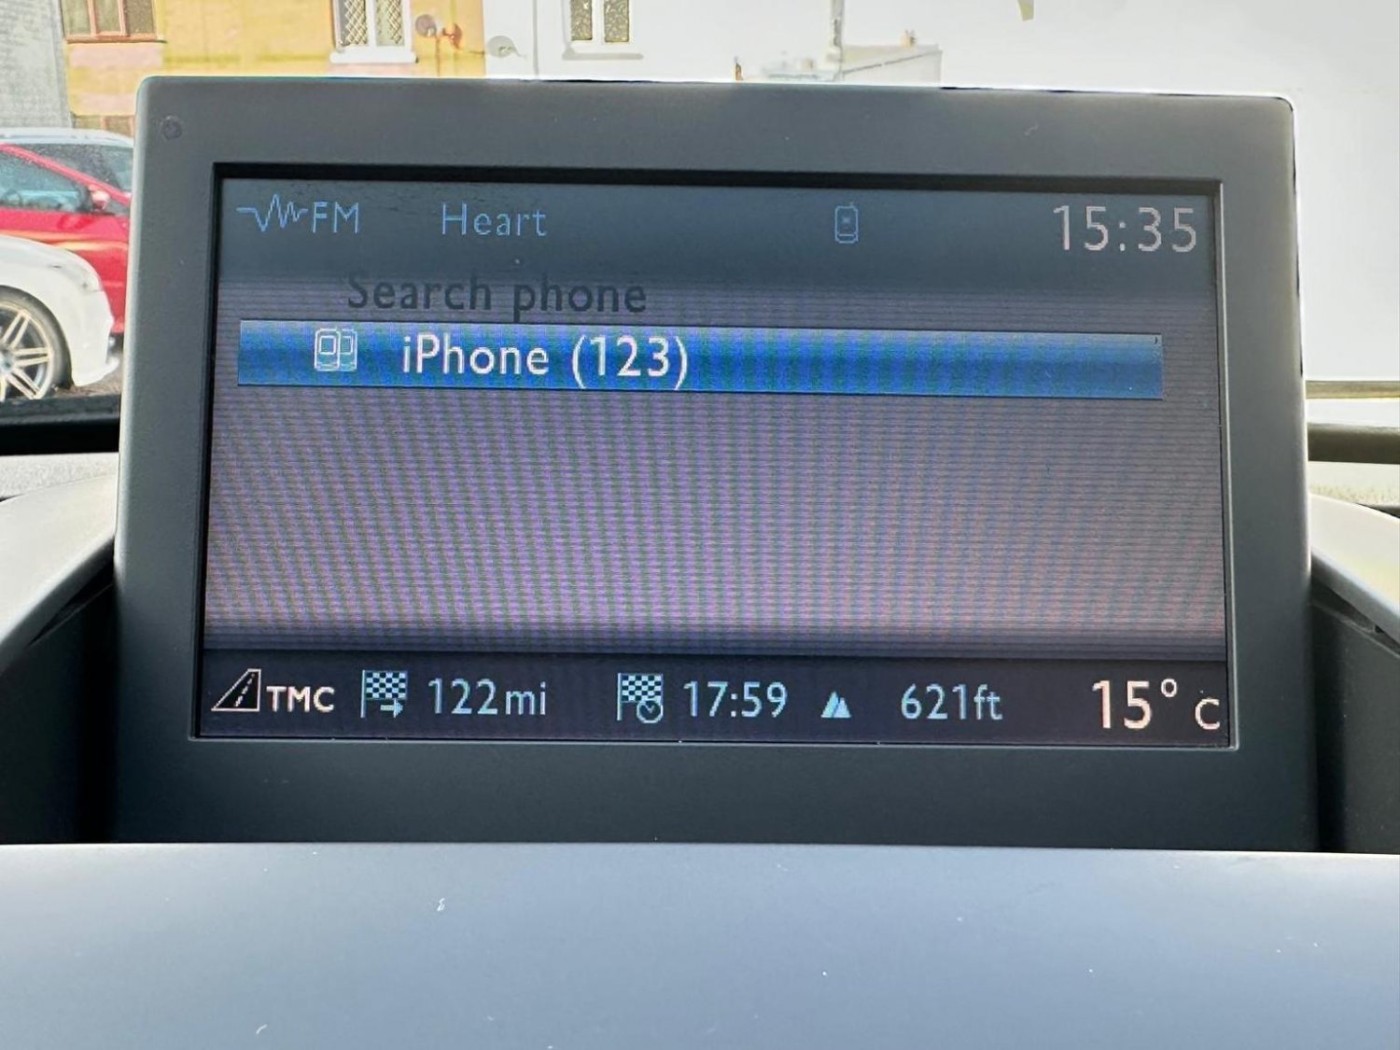 FM Heart 15:35
Search phone
iPhone (123)
TMC 122mi 17:59 621ft 15° C